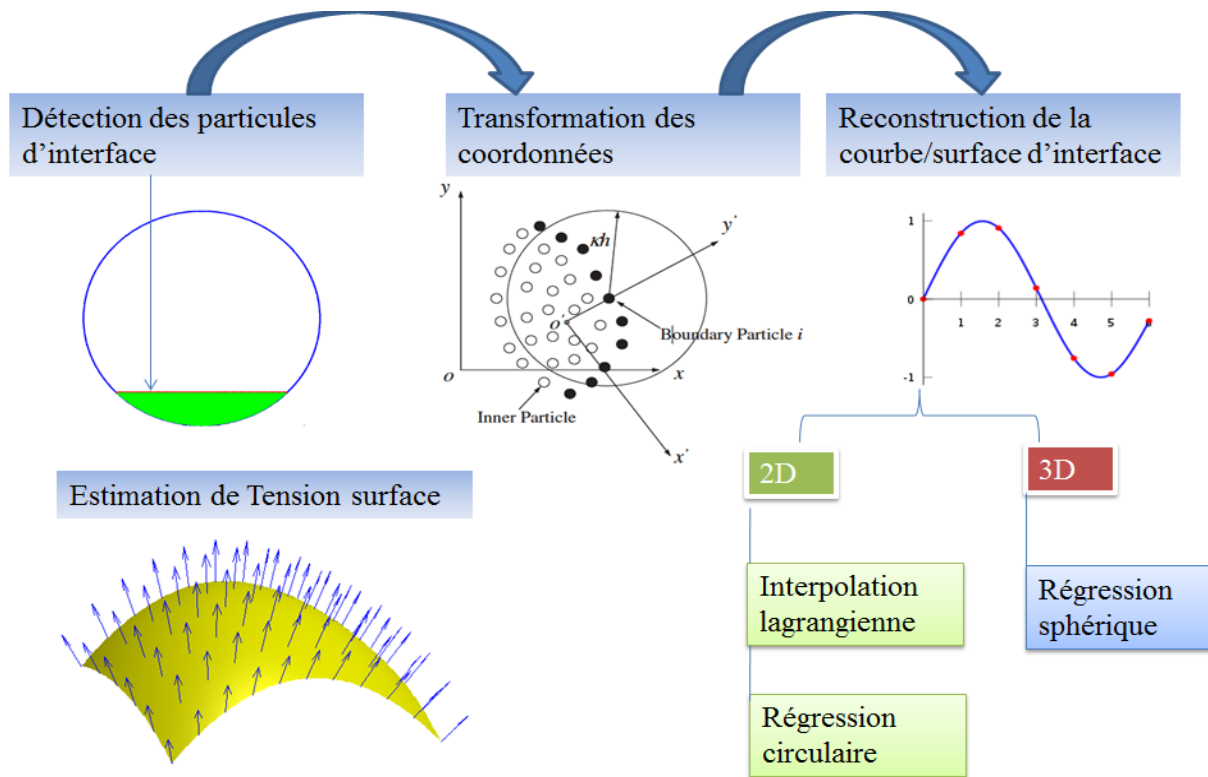 Détection des particules
d’interface
Transformation des
coordonnées
Reconstruction de la
courbe/surface d’interface
y
y'
κh
o'
Boundary Particle i
o
x
Inner Particle
x'
1
0
1
2
3
4
5
6
-1
Estimation de Tension surface
2D
3D
Interpolation
lagrangienne
Régression
sphérique
Régression
circulaire